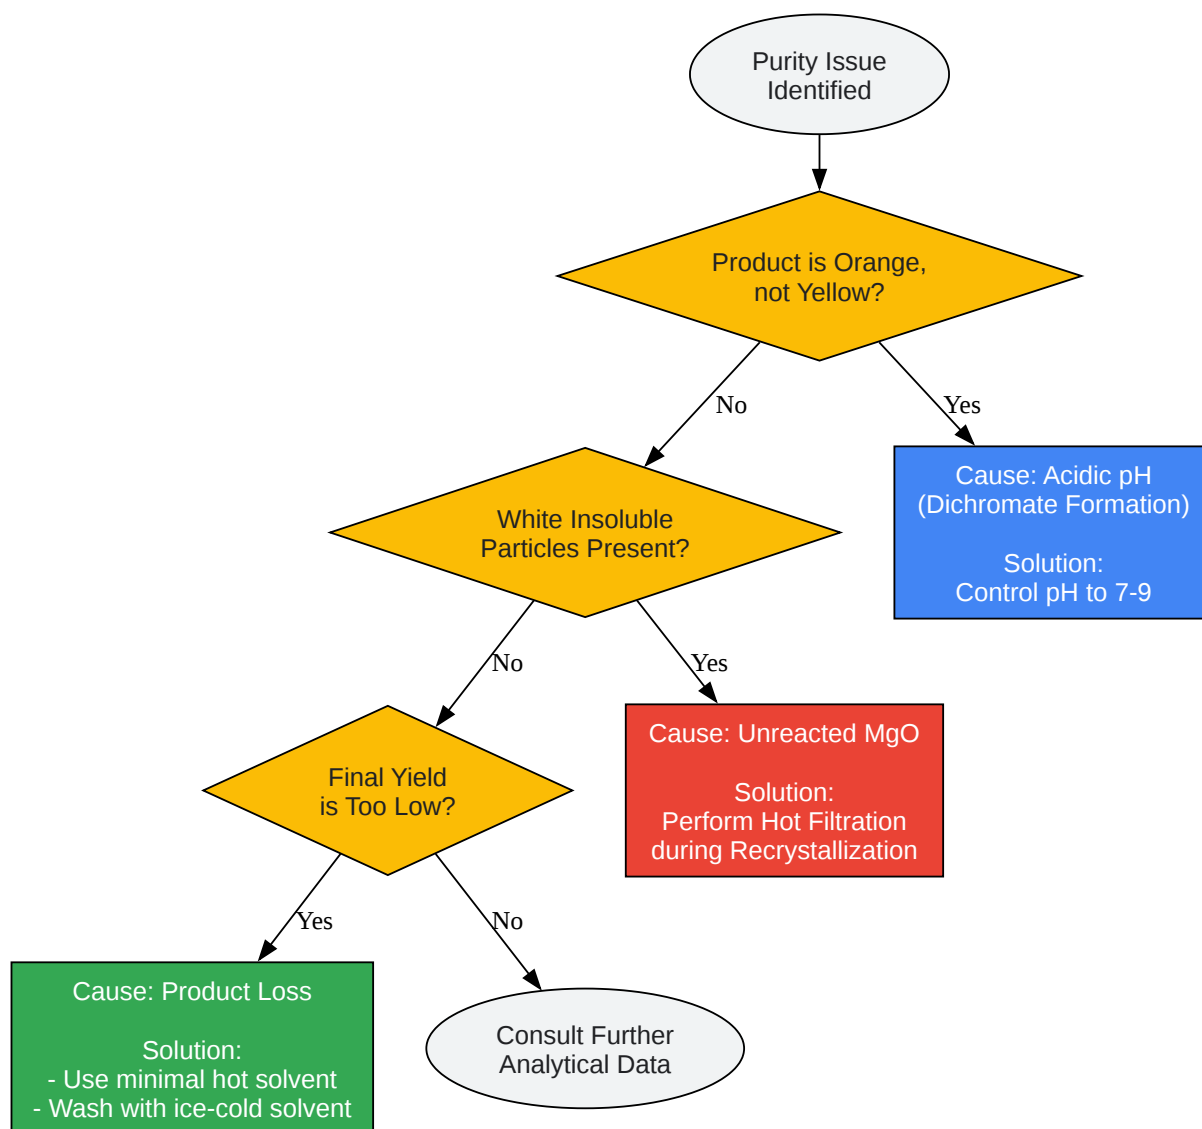 Purity Issue
Identified
Product is Orange,
not Yellow?
No
Yes
Cause: Acidic pH
(Dichromate Formation)
Solution:
Control pH to 7-9
White Insoluble
Particles Present?
No
Yes
Cause: Unreacted MgO
Solution:
Perform Hot Filtration
during Recrystallization
Final Yield
is Too Low?
Yes
No
Cause: Product Loss
Solution:
- Use minimal hot solvent
- Wash with ice-cold solvent
Consult Further
Analytical Data